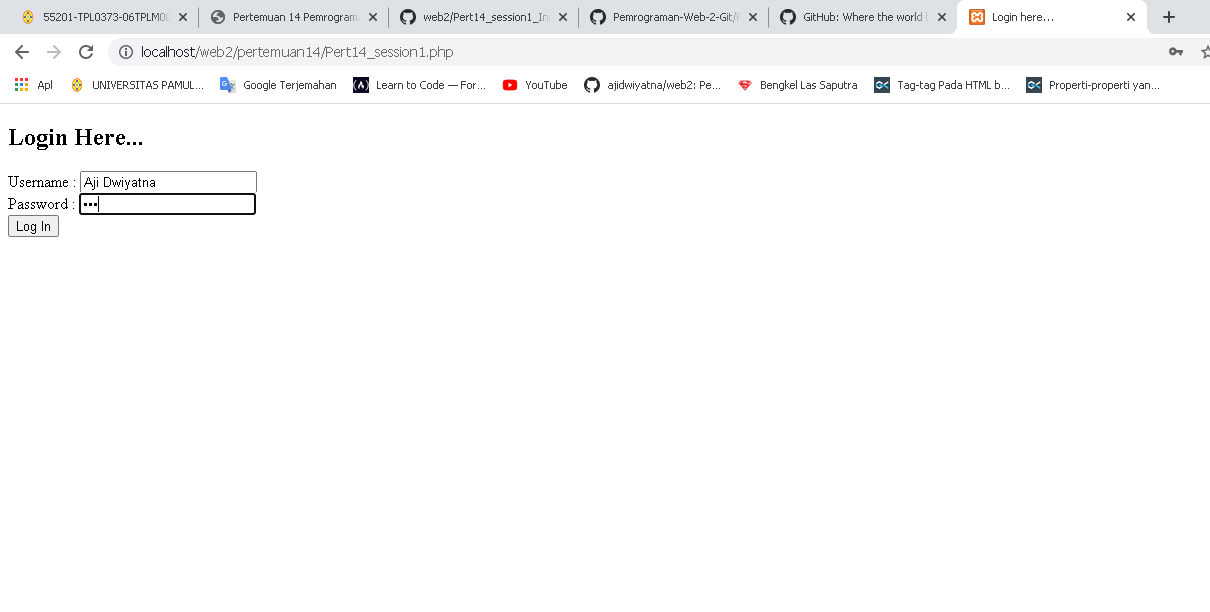 55201-TPL0373-06TPLM0
Pertemuan 14 Pemrogram
web2/Pert14_session1_In
Pemrograman-Web-2-Git/
GitHub: Where the world b
Login here...
localhost/web2/pertemuan14/Pert14_session1.php
Apl
UNIVERSITAS PAMUL...
Google Terjemahan
Learn to Code — For...
YouTube
ajidwiyatna/web2: Pe...
Bengkel Las Saputra
Tag-tag Pada HTML b...
Properti-properti yan...
Login Here...
Username : Aji Dwiyatna
Password : •••
Log In